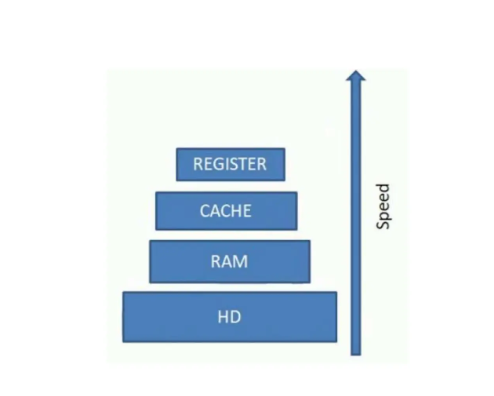 REGISTER
CACHE
RAM
HD
Speed